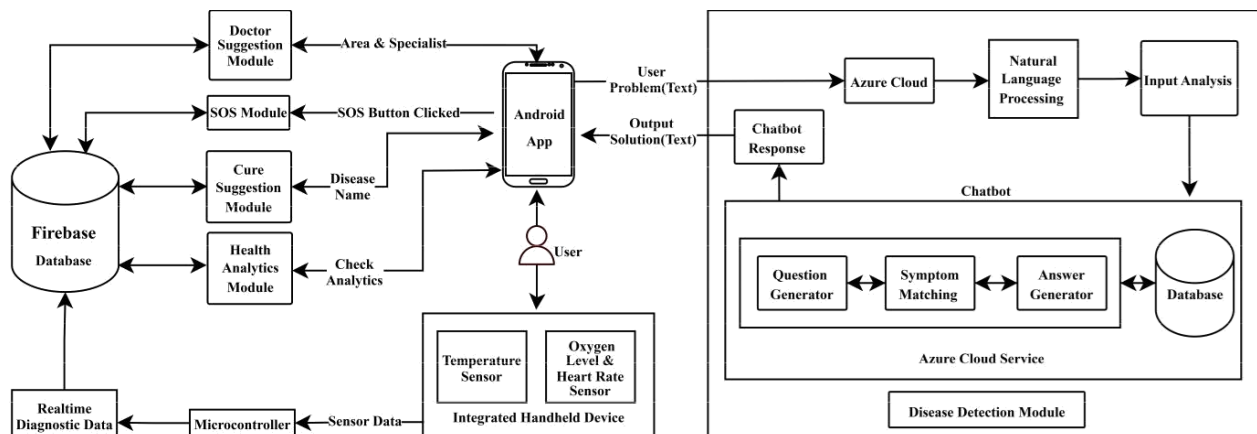 Doctor
Suggestion
Module
Area & Specialist
SOS Module
SOS Button Clicked
Cure
Suggestion
Module
Disease
Name
Health
Analytics
Module
Check
Analytics
Firebase
Database
Realtime
Diagnostic Data
Microcontroller
Sensor Data
Android
App
User
Temperature
Sensor
Oxygen
Level &
Heart Rate
Sensor
Integrated Handheld Device
User
Problem(Text)
Output
Solution(Text)
Azure Cloud
Natural
Language
Processing
Input Analysis
Chatbot
Response
Chatbot
Question
Generator
Symptom
Matching
Answer
Generator
Database
Azure Cloud Service
Disease Detection Module